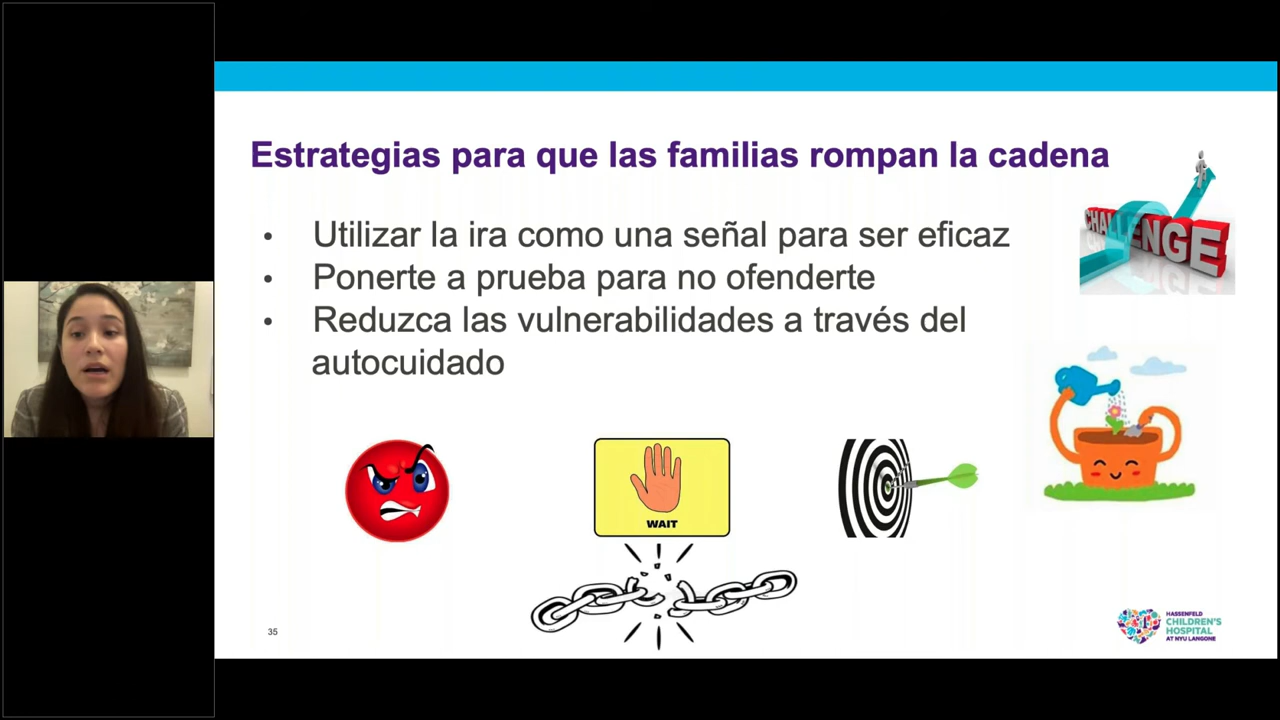 Estrategias para que las familias rompan la cadena
• Utilizar la ira como una señal para ser eficaz
• Ponerte a prueba para no ofenderte
• Reduzca las vulnerabilidades a través del
autocuidado
CHALLENGE
WAIT
35
HASSENFELD
CHILDREN'S
HOSPITAL
AT NYU LANGONE